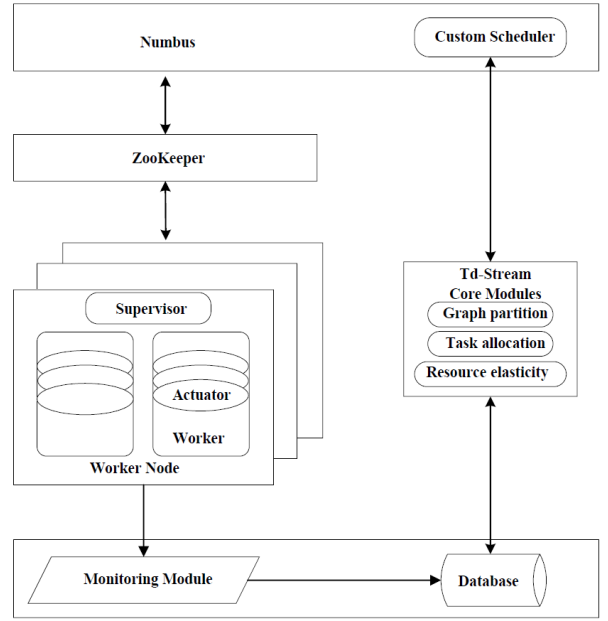 Numbus
Custom Scheduler
ZooKeeper
Supervisor
Actuator
Worker
Worker Node
Td-Stream
Core Modules
Graph partition
Task allocation
Resource elasticity
Monitoring Module
Database